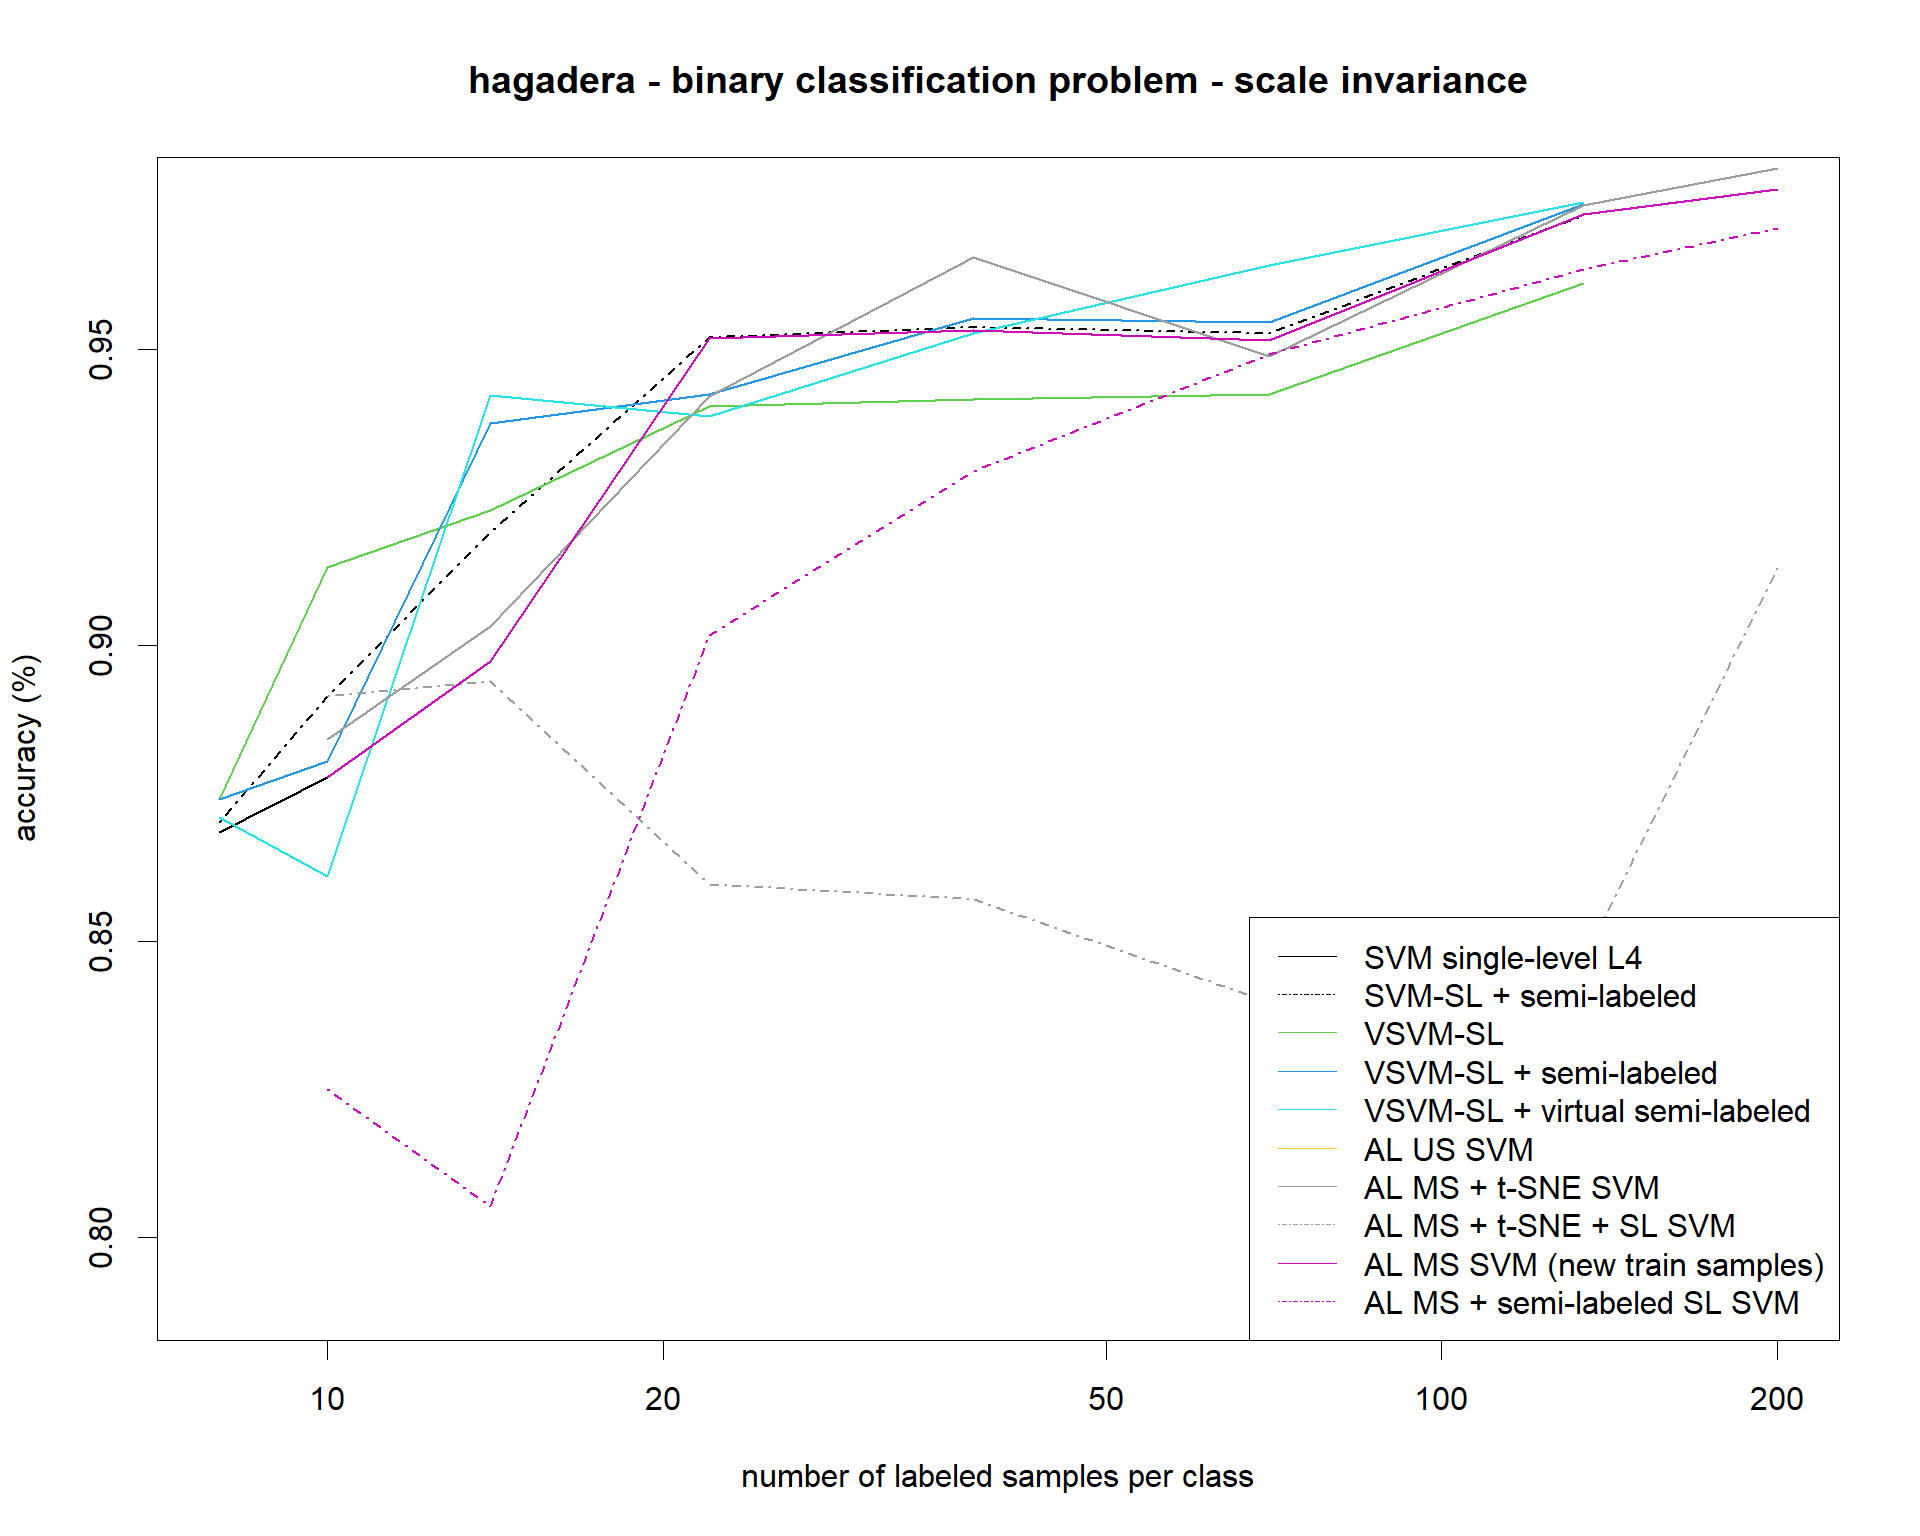 hagadera - binary classification problem - scale invariance
accuracy (%)
0.95
0.90
0.85
0.80
SVM single-level L4
SVM-SL + semi-labeled
VSVM-SL
VSVM-SL + semi-labeled
VSVM-SL + virtual semi-labeled
AL US SVM
AL MS + t-SNE SVM
AL MS + t-SNE + SL SVM
AL MS SVM (new train samples)
AL MS + semi-labeled SL SVM
10 20 50 100 200
number of labeled samples per class